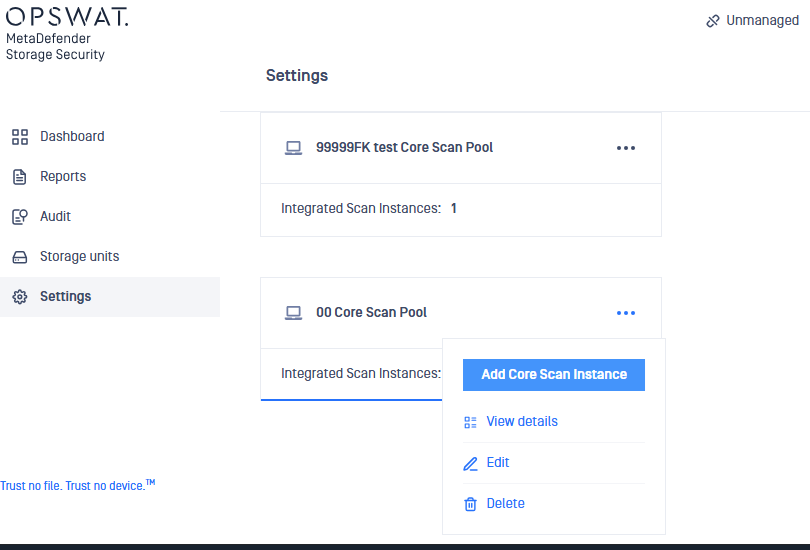 OPSWAT.
MetaDefender
Storage Security
Unmanaged
Settings
Dashboard
Reports
Audit
Storage units
Settings
Trust no file. Trust no device.™
99999FK test Core Scan Pool
Integrated Scan Instances: 1
00 Core Scan Pool
Integrated Scan Instances:
Add Core Scan Instance
View details
Edit
Delete